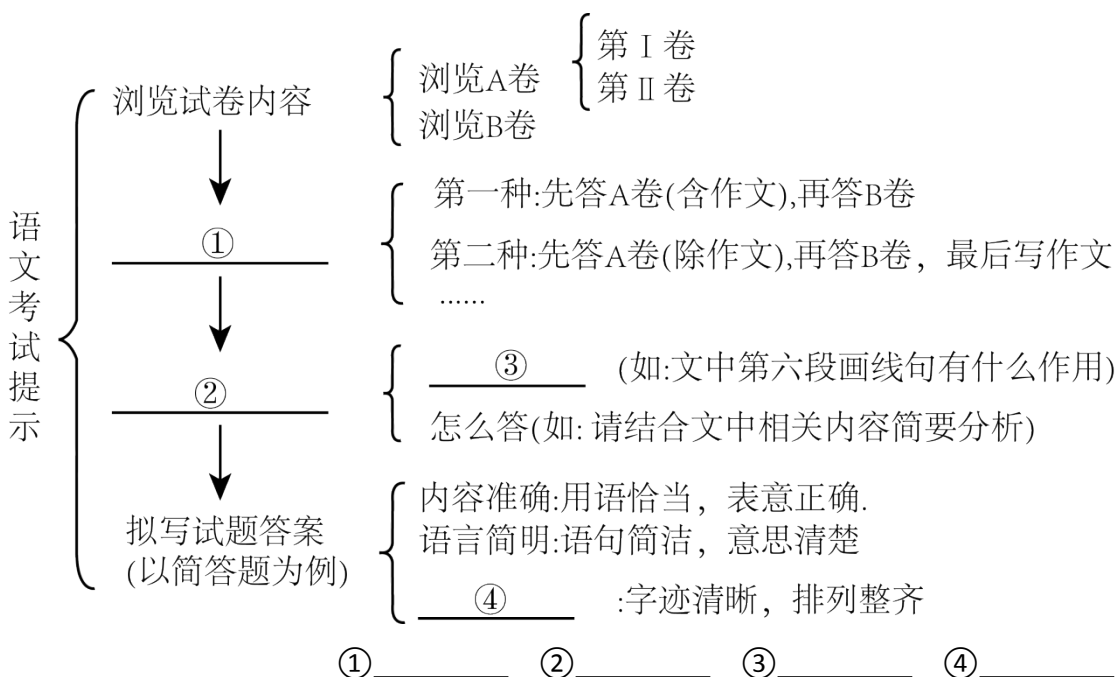 第Ⅰ卷
浏览A卷
第Ⅱ卷
浏览试卷内容
浏览B卷
第一种:先答A卷(含作文),再答B卷
①
第二种:先答A卷(除作文),再答B卷，最后写作文
……
语文考试提示
③ (如:文中第六段画线句有什么作用)
②
怎么答(如: 请结合文中相关内容简要分析)
内容准确:用语恰当，表意正确.
拟写试题答案
语言简明:语句简洁，意思清楚
(以简答题为例)
④ :字迹清晰，排列整齐
①________ ②________ ③________ ④________